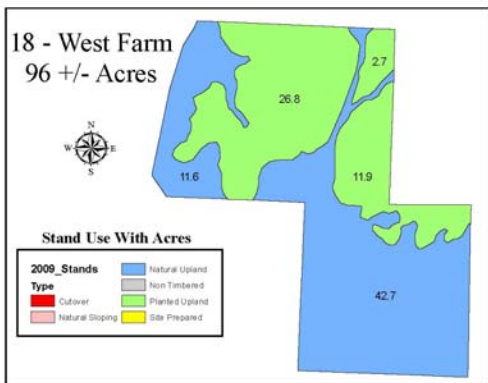 18 - West Farm
96 +/- Acres
2.7
26.8
N
W E
S
11.6
11.9
42.7
Stand Use With Acres
2009_Stands
Type
Cutover
Natural Sloping
Natural Upland
Non Timbered
Planted Upland
Site Prepared